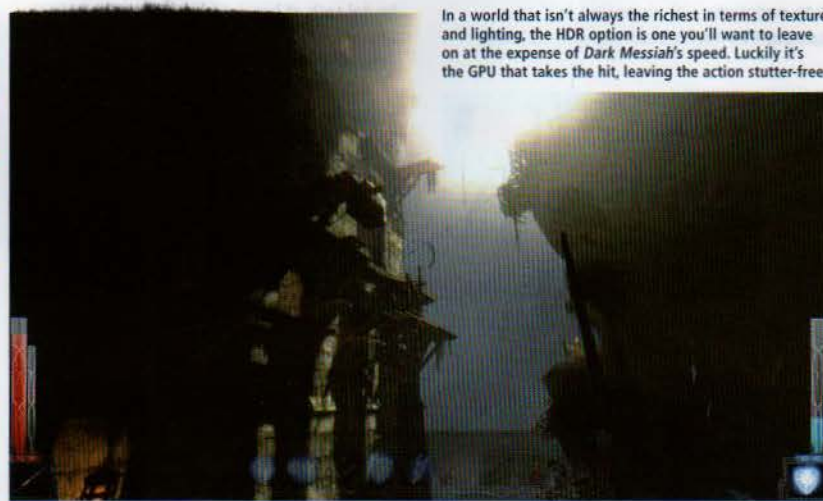 In a world that isn't always the richest in terms of texture
and lighting, the HDR option is one you'll want to leave
on at the expense of Dark Messiah's speed. Luckily it's
the GPU that takes the hit, leaving the action stutter-free